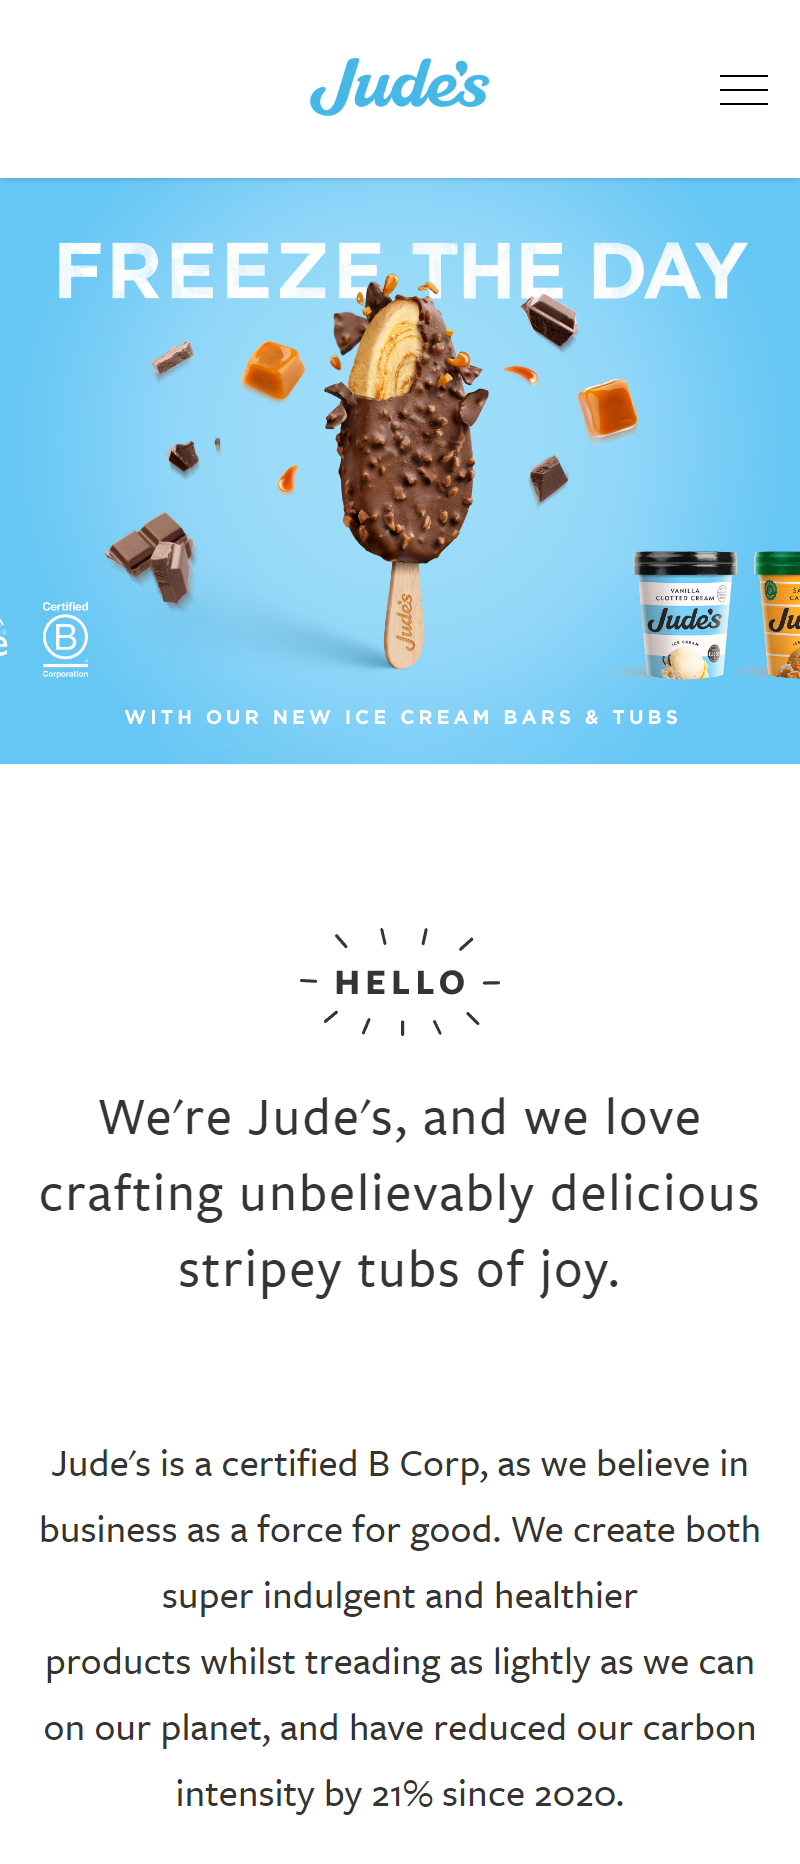 Jude's
FREEZE THE DAY
Jude's
Certified
B
Corporation
VANILLA
CLOTTED CREAM
Jude's
ICE CREAM
WITH OUR NEW ICE CREAM BARS & TUBS
HELLO
We're Jude's, and we love
crafting unbelievably delicious
stripey tubs of joy.
Jude's is a certified B Corp, as we believe in
business as a force for good. We create both
super indulgent and healthier
products whilst treading as lightly as we can
on our planet, and have reduced our carbon
intensity by 21% since 2020.